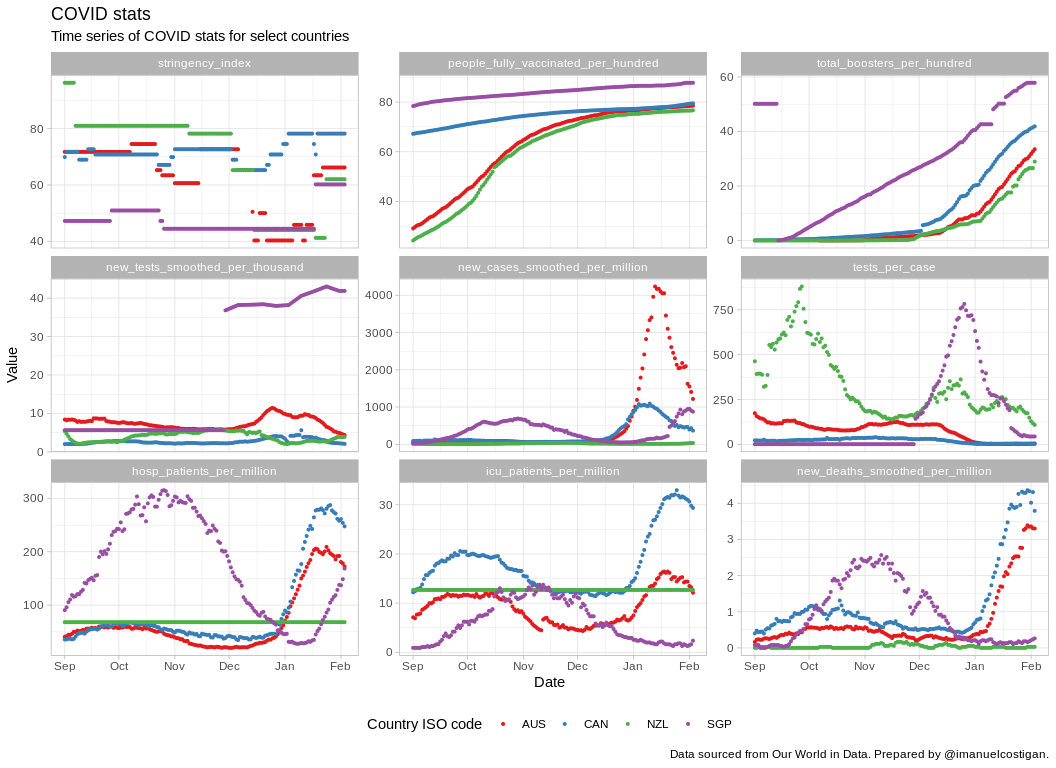 COVID stats
Time series of COVID stats for select countries
stringency_index
people_fully_vaccinated_per_hundred
total_boosters_per_hundred
80
60
40
80
60
40
60
40
20
0
new_tests_smoothed_per_thousand
new_cases_smoothed_per_million
tests_per_case
40
30
20
10
0
4000
3000
2000
1000
0
750
500
250
0
Value
hosp_patients_per_million
icu_patients_per_million
new_deaths_smoothed_per_million
300
200
100
30
20
10
0
4
3
2
1
0
Sep Oct Nov Dec Jan Feb
Sep Oct Nov Dec Jan Feb
Sep Oct Nov Dec Jan Feb
Date
Country ISO code AUS CAN NZL SGP
Data sourced from Our World in Data. Prepared by @imanuelcostigan.